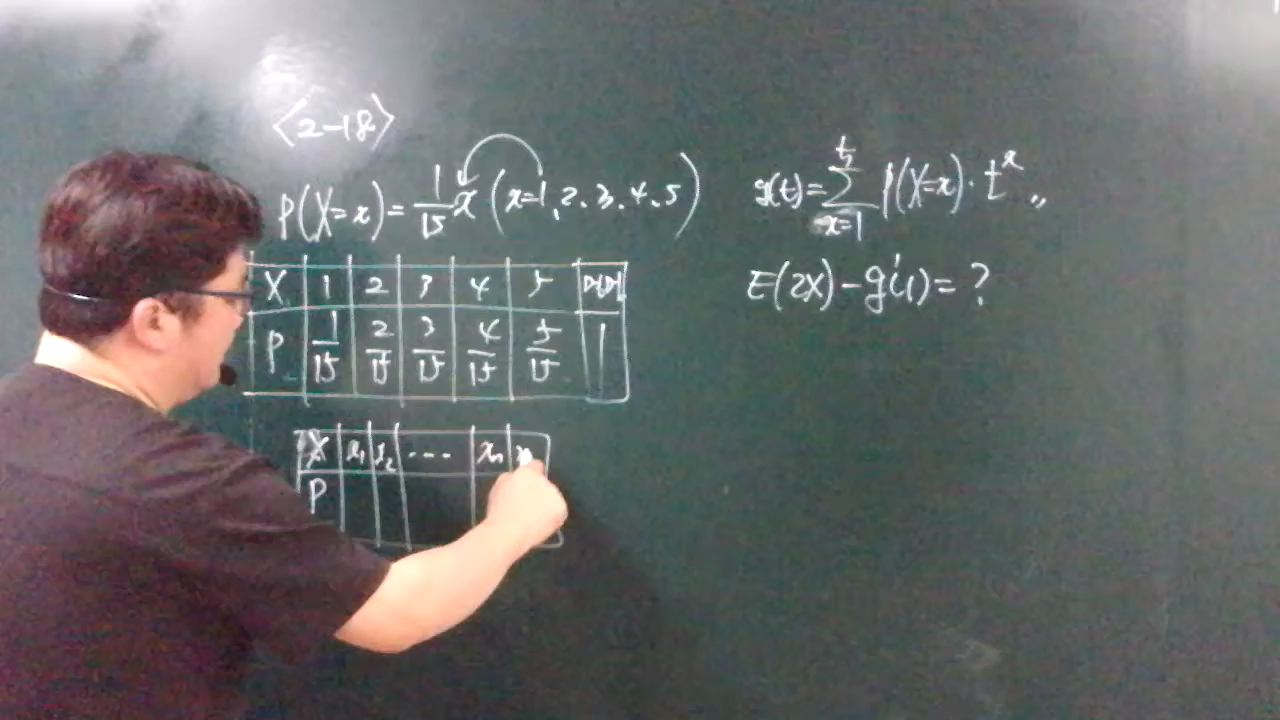 <2-18>
P(X=x)=1/15 x (x=1,2,3,4,5)
X 1 2 3 4 5
P 1/15 2/15 3/15 4/15 5/15 1
X x₁ x₂ ··· xₙ
P
g(t)=∑_{x=1}^{5} P(X=x)·t^x
E(2X)-g'(1)=?